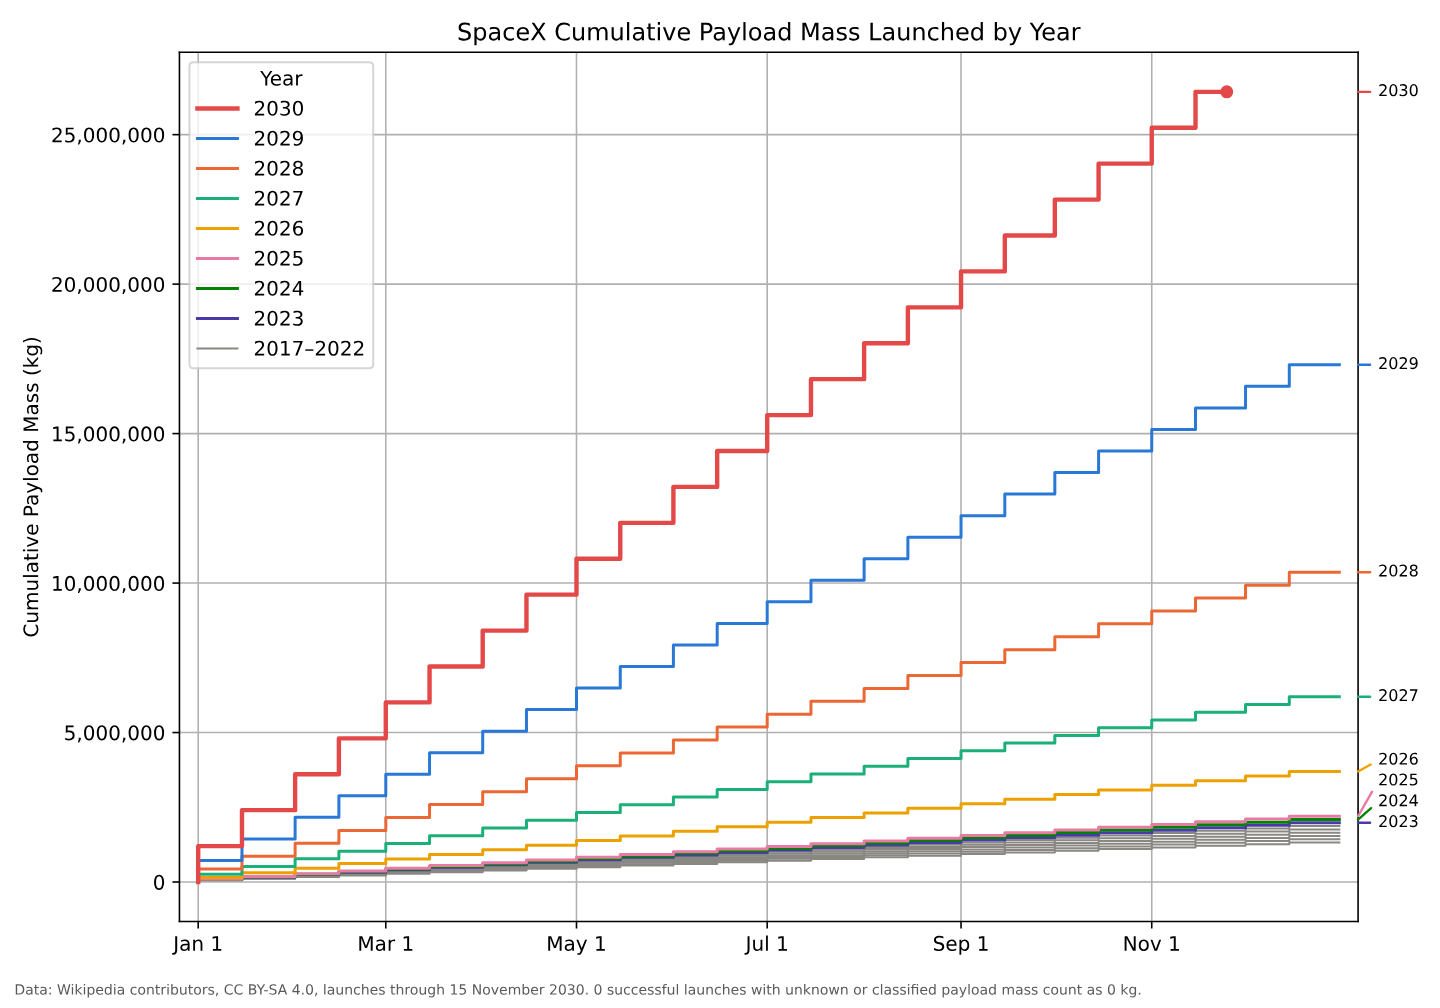 SpaceX Cumulative Payload Mass Launched by Year
Year
2030
2029
2028
2027
2026
2025
2024
2023
2017–2022
Cumulative Payload Mass (kg)
25,000,000
20,000,000
15,000,000
10,000,000
5,000,000
0
2030
2029
2028
2027
2026
2025
2024
2023
Jan 1
Mar 1
May 1
Jul 1
Sep 1
Nov 1
Data: Wikipedia contributors, CC BY-SA 4.0, launches through 15 November 2030. 0 successful launches with unknown or classified payload mass count as 0 kg.